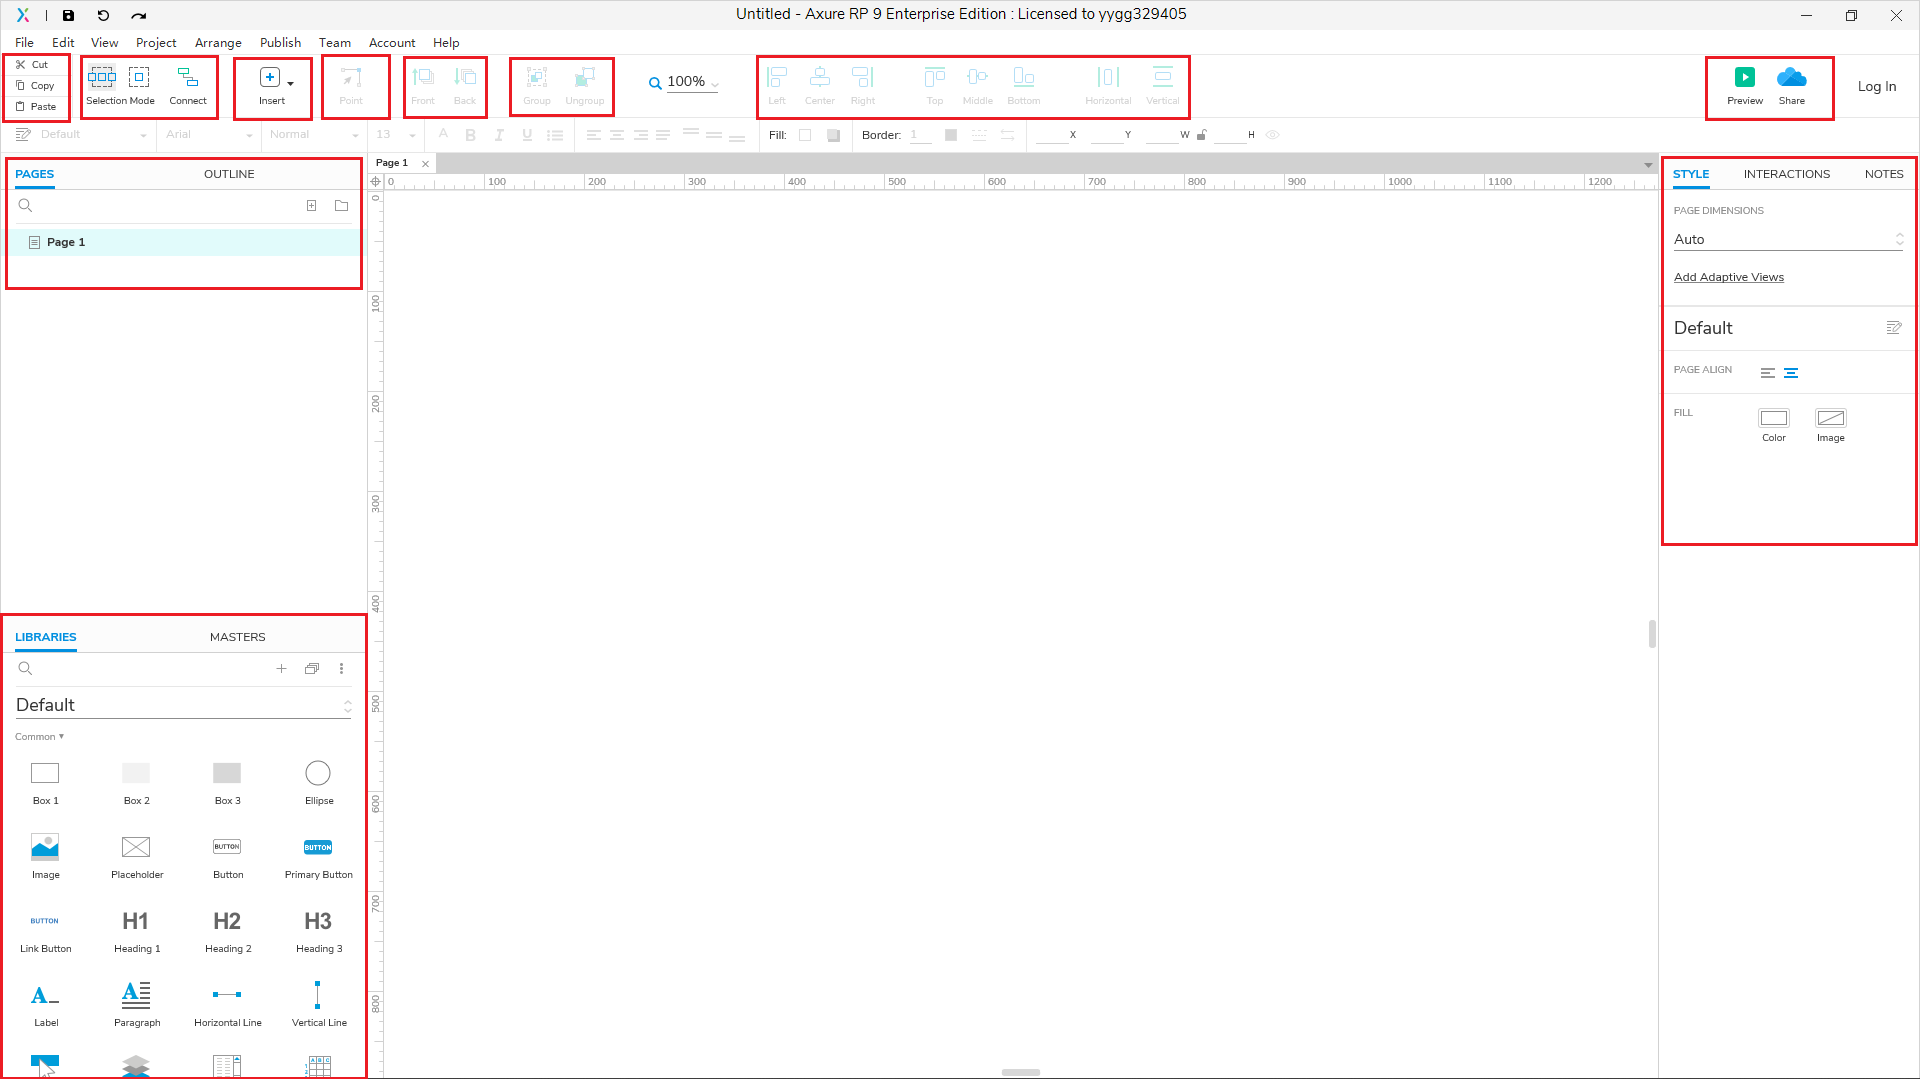 Untitled - Axure RP 9 Enterprise Edition : Licensed to yygg329405
File Edit View Project Arrange Publish Team Account Help
Cut
Copy
Paste
Selection Mode Connect Insert Point Front Back Group Ungroup 100% Left Center Right Top Middle Bottom Horizontal Vertical Preview Share Log In
Default Arial Normal 13 A B I U Fill: Border: 1 X Y W H
PAGES OUTLINE
Page 1
Page 1
0 100 200 300 400 500 600 700 800 900 1000 1100 1200
0
100
200
300
400
500
600
700
800
STYLE INTERACTIONS NOTES
PAGE DIMENSIONS
Auto
Add Adaptive Views
Default
PAGE ALIGN
FILL
Color Image
LIBRARIES MASTERS
Default
Common
Box 1 Box 2 Box 3 Ellipse
BUTTON BUTTON
Image Placeholder Button Primary Button
BUTTON H1 H2 H3
Link Button Heading 1 Heading 2 Heading 3
A A
Label Paragraph Horizontal Line Vertical Line
A B C
1